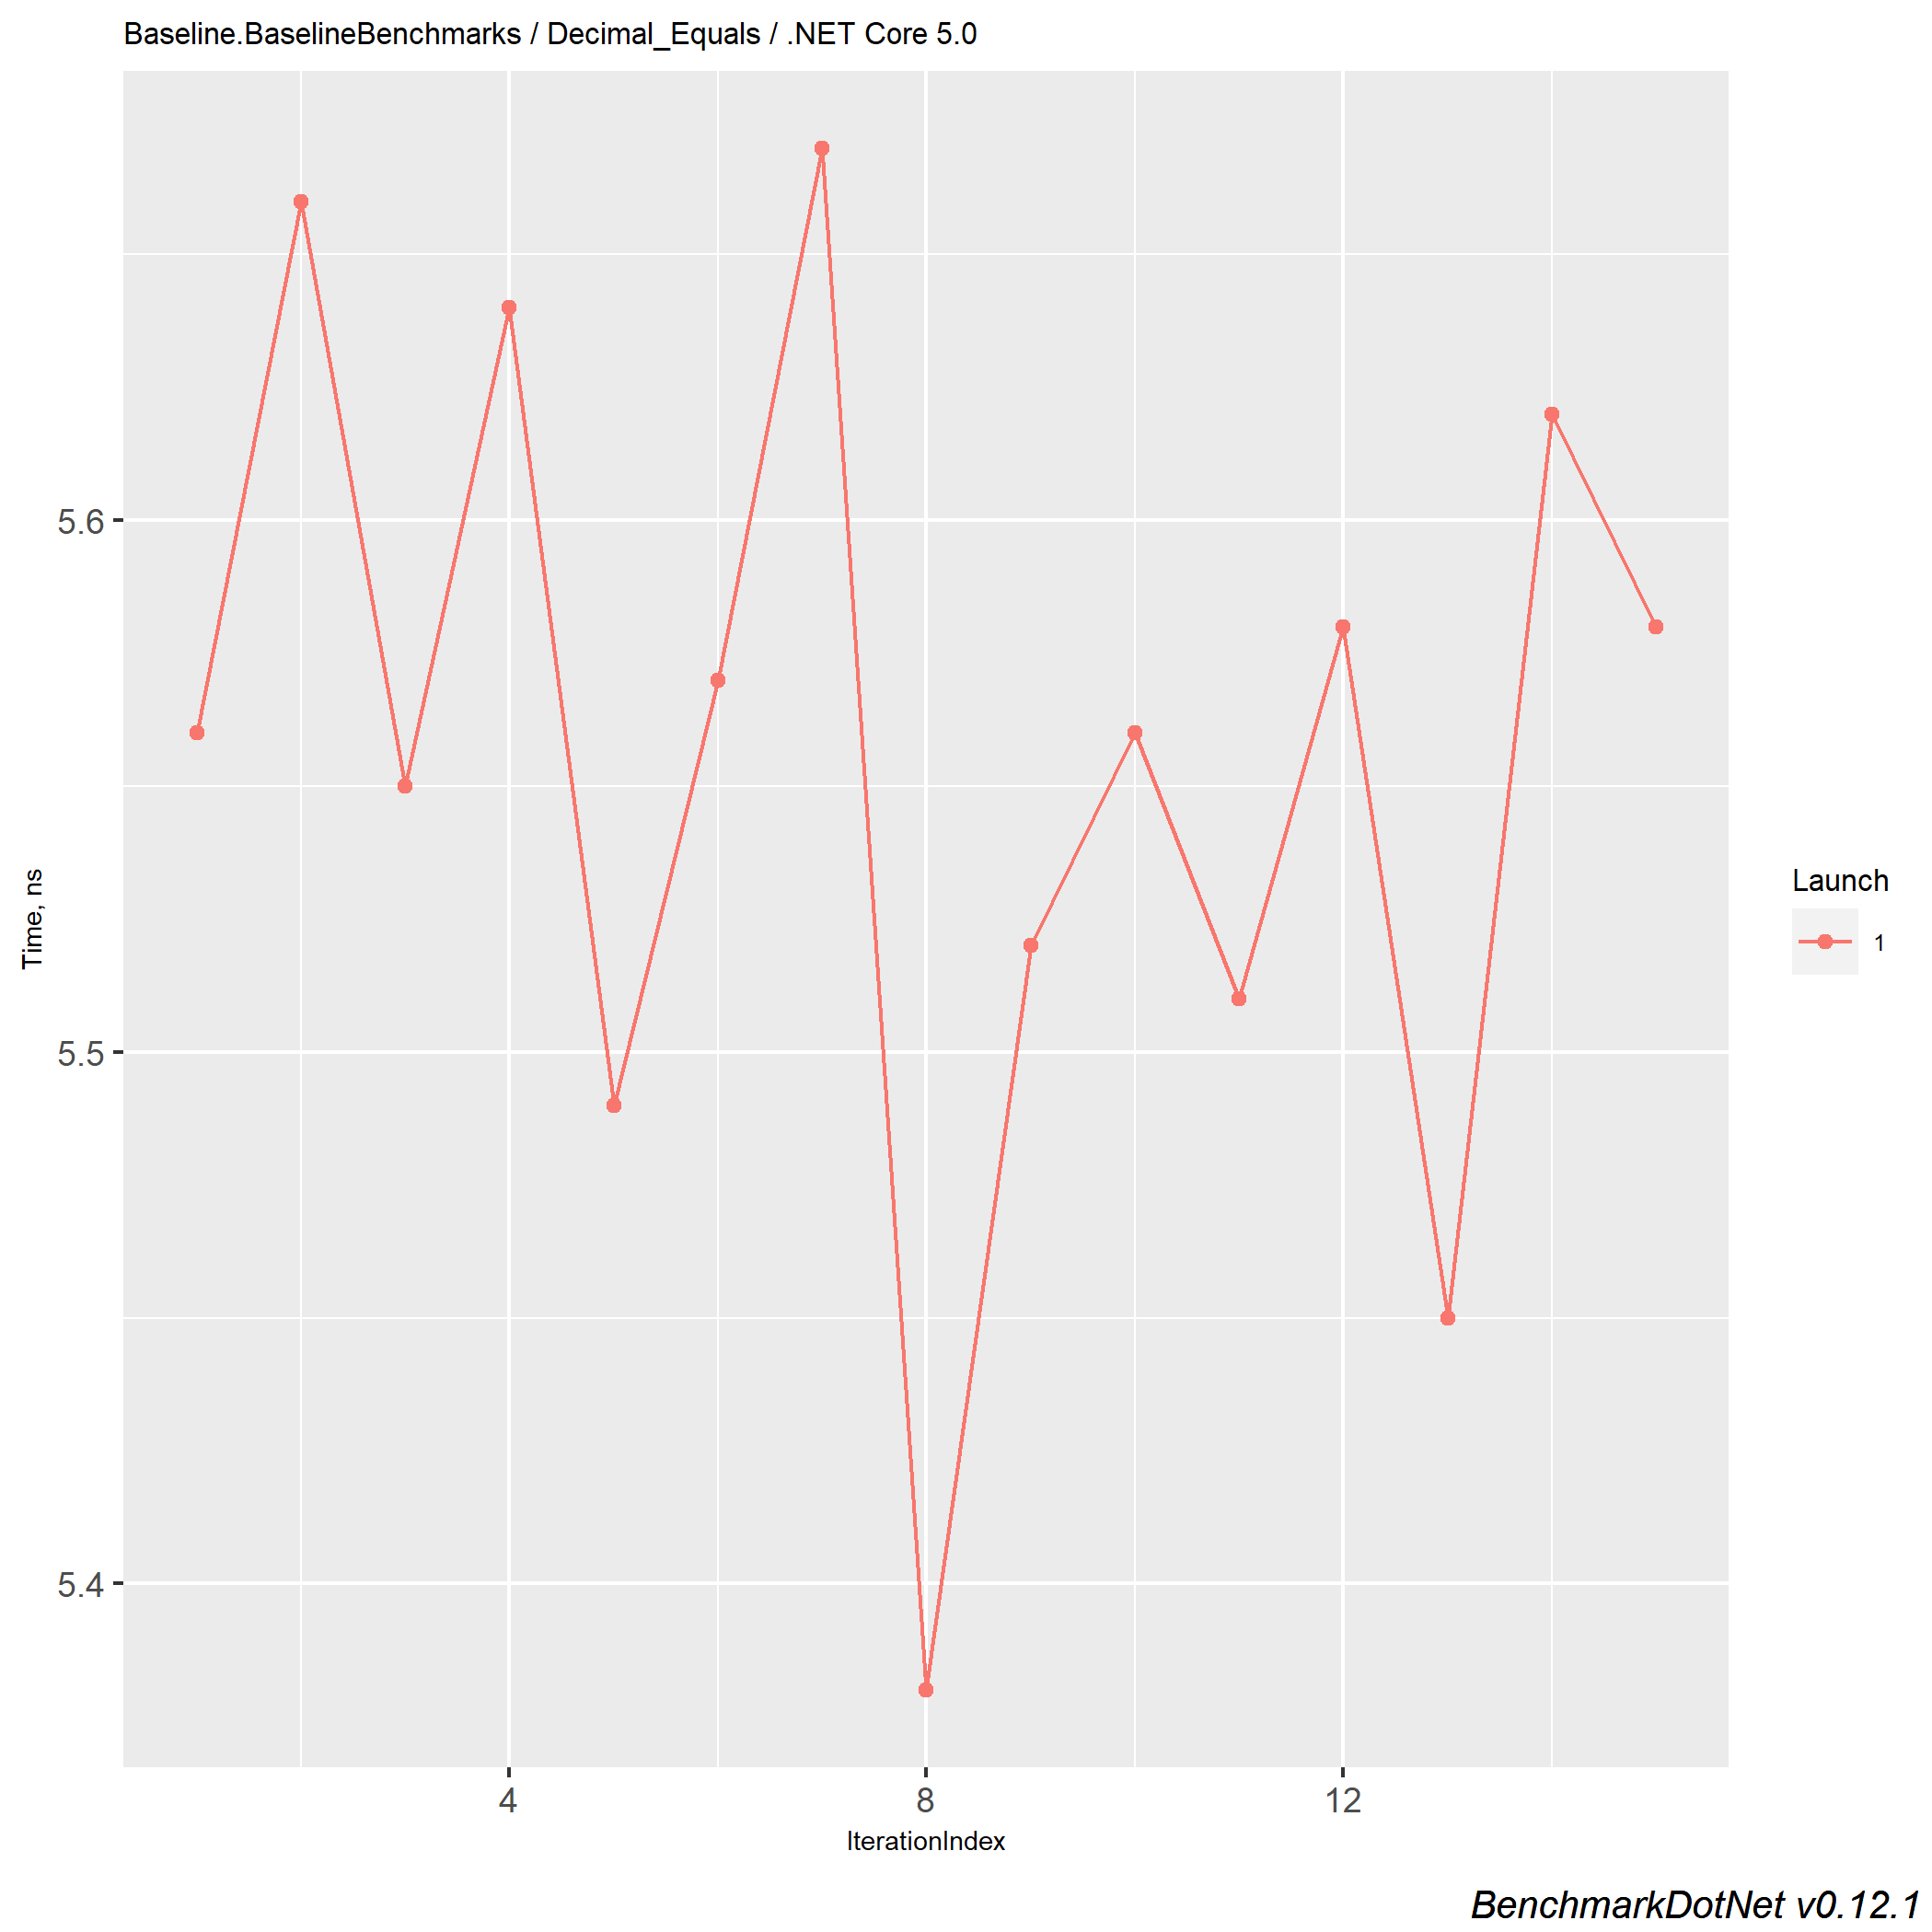 Baseline.BaselineBenchmarks / Decimal_Equals / .NET Core 5.0
5.6
5.5
5.4
Time, ns
4
8
12
IterationIndex
Launch
1
BenchmarkDotNet v0.12.1